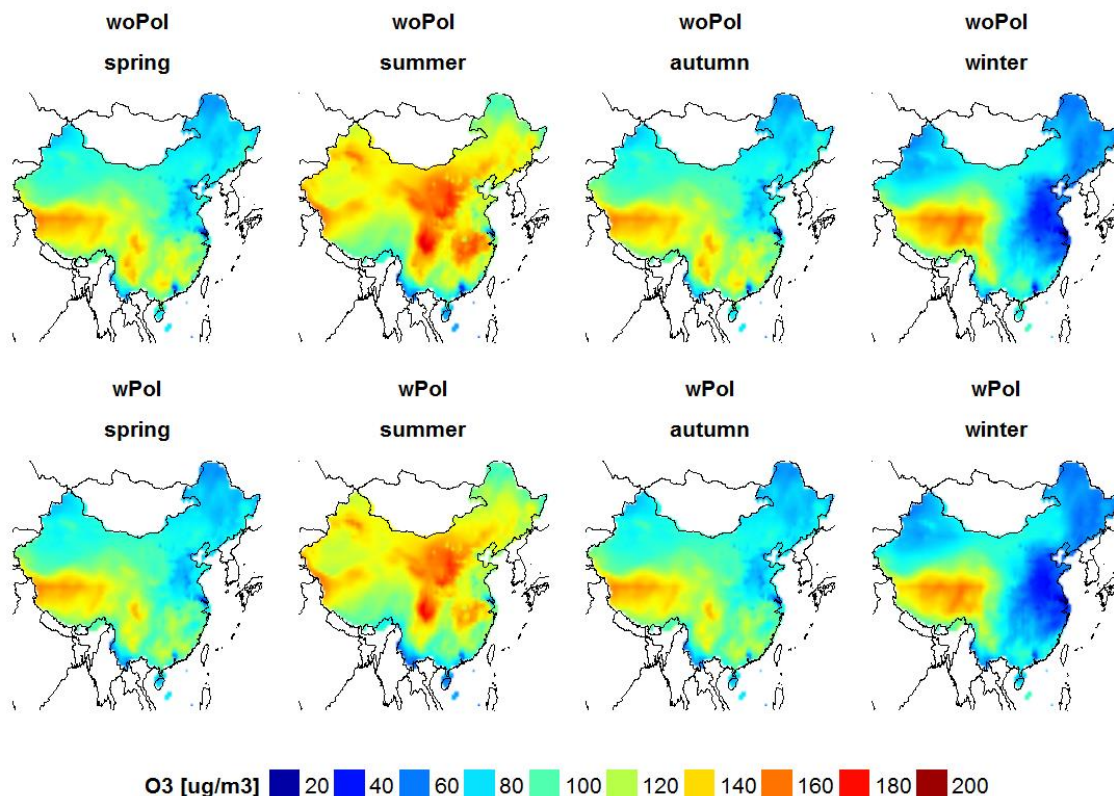 woPol woPol woPol woPol
spring summer autumn winter
wPol wPol wPol wPol
spring summer autumn winter
O3 [ug/m3] 20 40 60 80 100 120 140 160 180 200